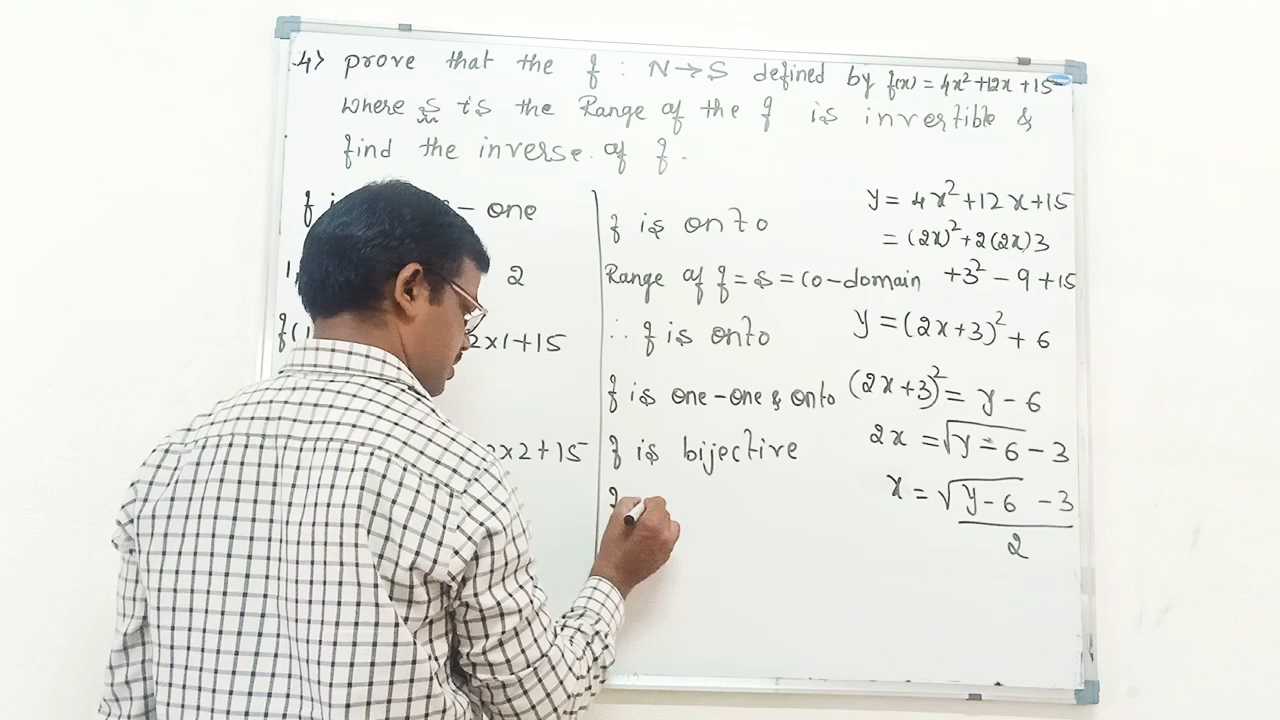 4) prove that the f : N→S defined by f(x) = 4x²+12x+15
where S is the Range of the f is invertible &
find the inverse of f.
f is - one
2
f(1 2x1+15
x2+15
f is onto
Range of f = S = co-domain
∴ f is onto
f is one-one & onto
f is bijective
y = 4x²+12x+15
= (2x)²+2(2x)3
+3²-9+15
y = (2x+3)²+6
(2x+3)² = y-6
2x = √y-6 -3
x = √y-6 -3
2